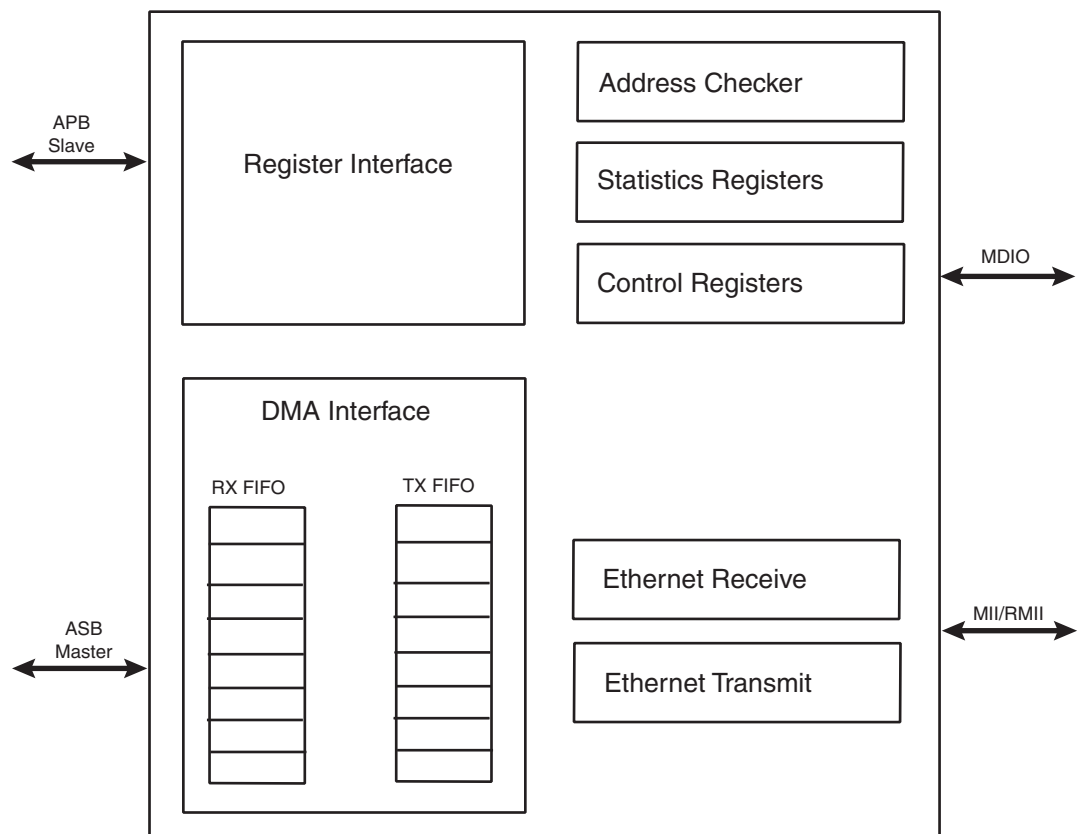 Address Checker
APB
Slave
Register Interface
Statistics Registers
MDIO
Control Registers
DMA Interface
RX FIFO
TX FIFO
Ethernet Receive
MII/RMII
ASB
Master
Ethernet Transmit